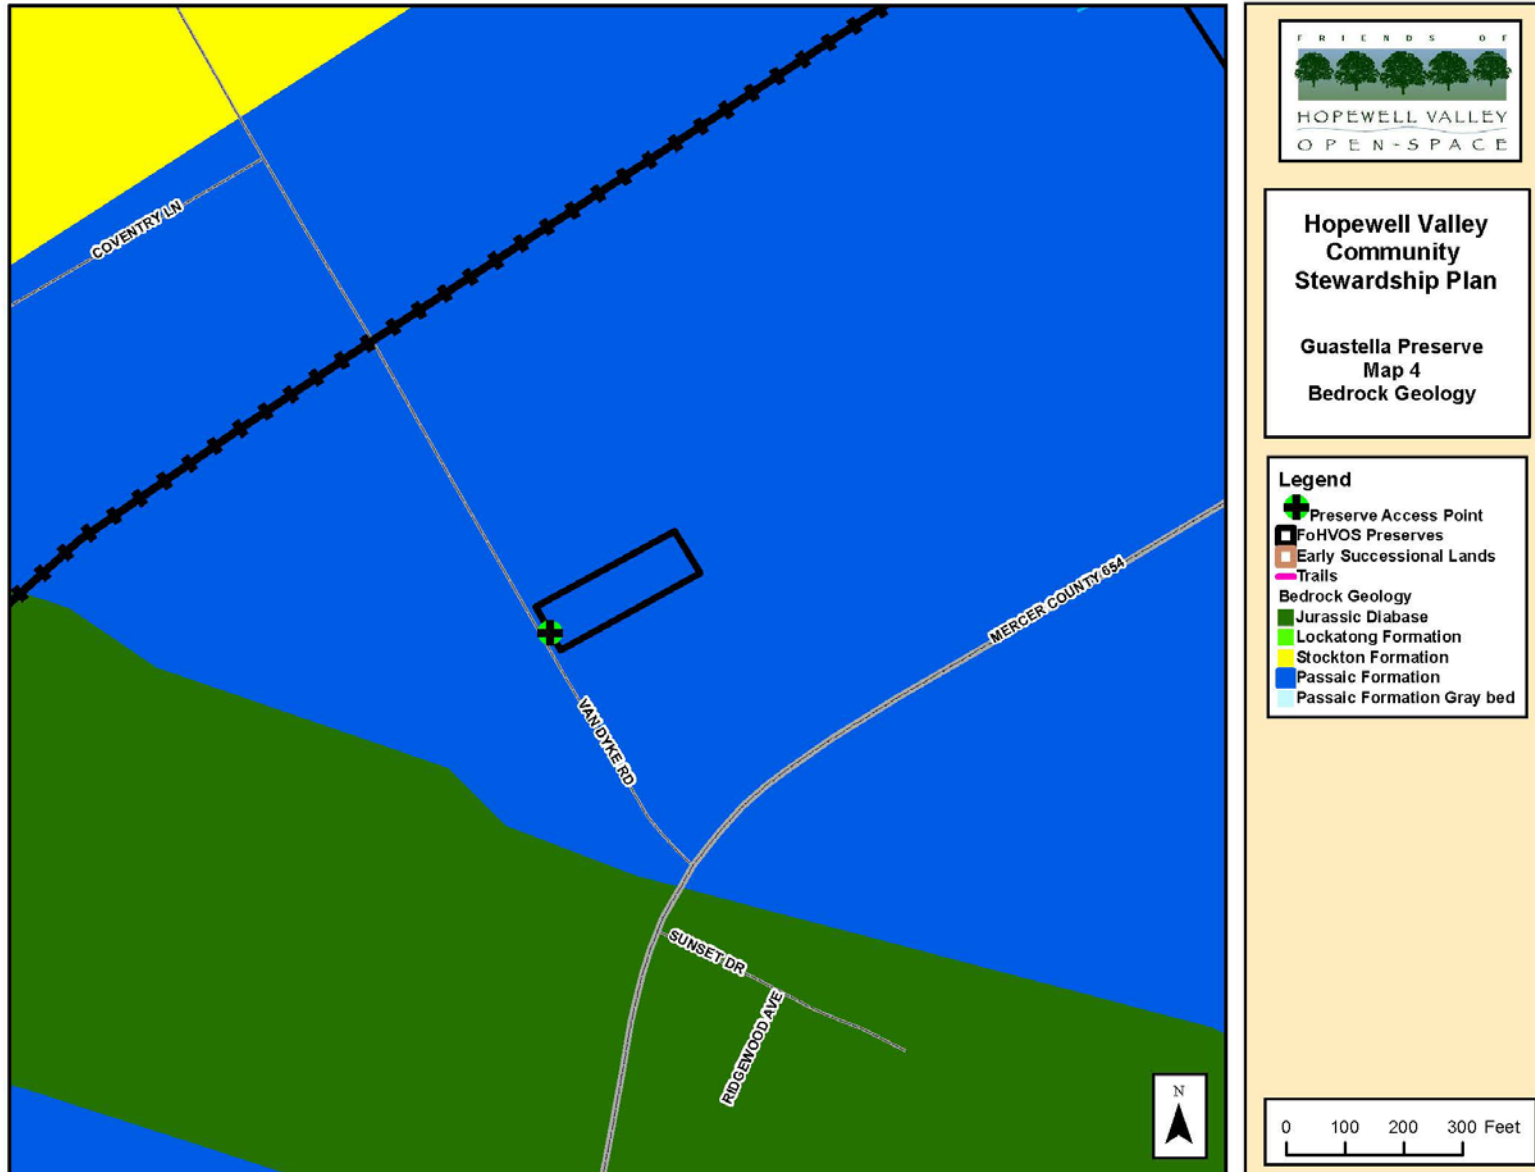 COVENTRY LN
MERCER COUNTY 654
VAN DYKE RD
SUNSET DR
RIDGEWOOD AVE
N
FRIENDS OF
HOPEWELL VALLEY
OPEN-SPACE
Hopewell Valley
Community
Stewardship Plan
Guastella Preserve
Map 4
Bedrock Geology
Legend
Preserve Access Point
FoHVOS Preserves
Early Successional Lands
Trails
Bedrock Geology
Jurassic Diabase
Lockatong Formation
Stockton Formation
Passaic Formation
Passaic Formation Gray bed
0 100 200 300 Feet